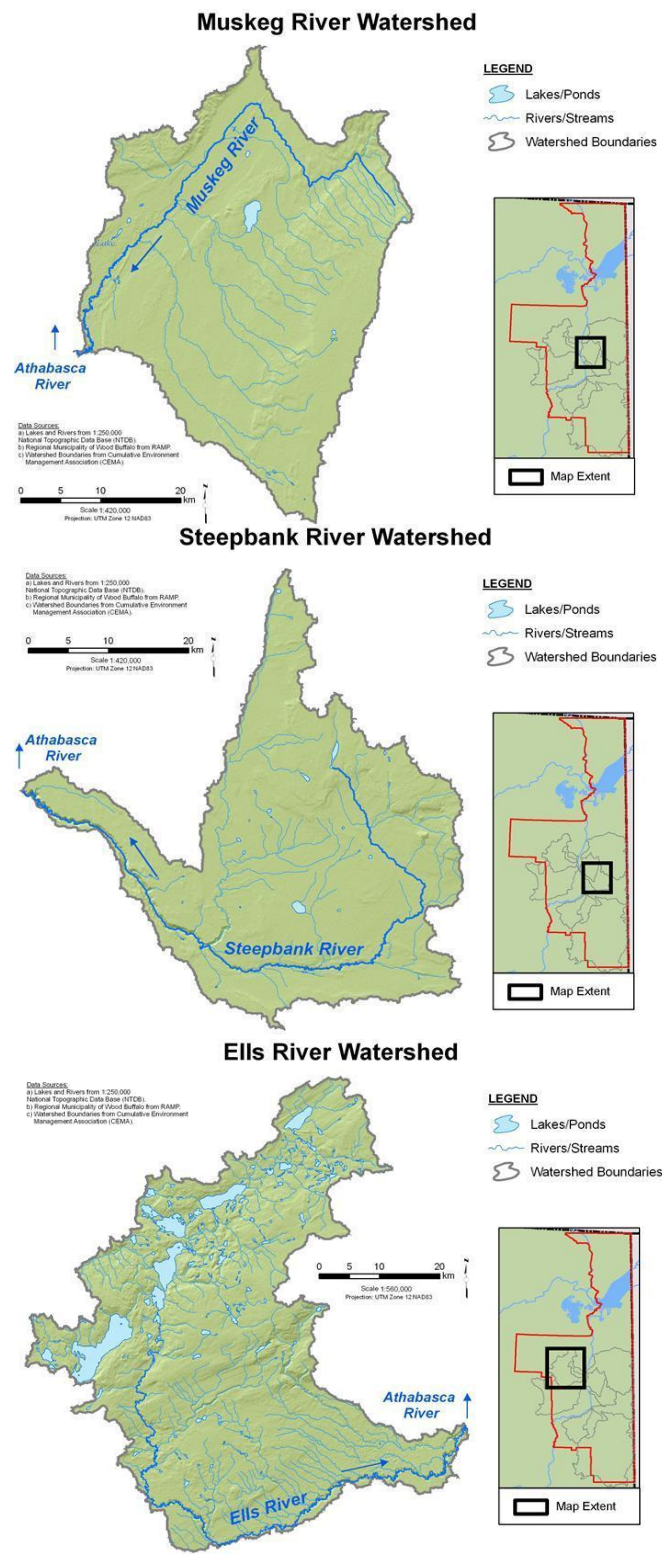 Muskeg River Watershed
LEGEND
Lakes/Ponds
Rivers/Streams
Watershed Boundaries
Muskeg River
Athabasca
River
Data Sources:
a) Lakes and Rivers from 1:250,000
National Topographic Data Base (NTDB).
b) Regional Municipality of Wood Buffalo from RAMP.
c) Watershed Boundaries from Cumulative Environment
Management Association (CEMA).
0 5 10 20
km
Scale 1:420,000
Projection: UTM Zone 12 NAD83
Map Extent
Steepbank River Watershed
Data Sources:
a) Lakes and Rivers from 1:250,000
National Topographic Data Base (NTDB).
b) Regional Municipality of Wood Buffalo from RAMP.
c) Watershed Boundaries from Cumulative Environment
Management Association (CEMA).
0 5 10 20
km
Scale 1:420,000
Projection: UTM Zone 12 NAD83
LEGEND
Lakes/Ponds
Rivers/Streams
Watershed Boundaries
Athabasca
River
Steepbank River
Map Extent
Ells River Watershed
Data Sources:
a) Lakes and Rivers from 1:250,000
National Topographic Data Base (NTDB).
b) Regional Municipality of Wood Buffalo from RAMP.
c) Watershed Boundaries from Cumulative Environment
Management Association (CEMA).
LEGEND
Lakes/Ponds
Rivers/Streams
Watershed Boundaries
0 5 10 20
km
Scale 1:560,000
Projection: UTM Zone 12 NAD83
Athabasca
River
Ells River
Map Extent